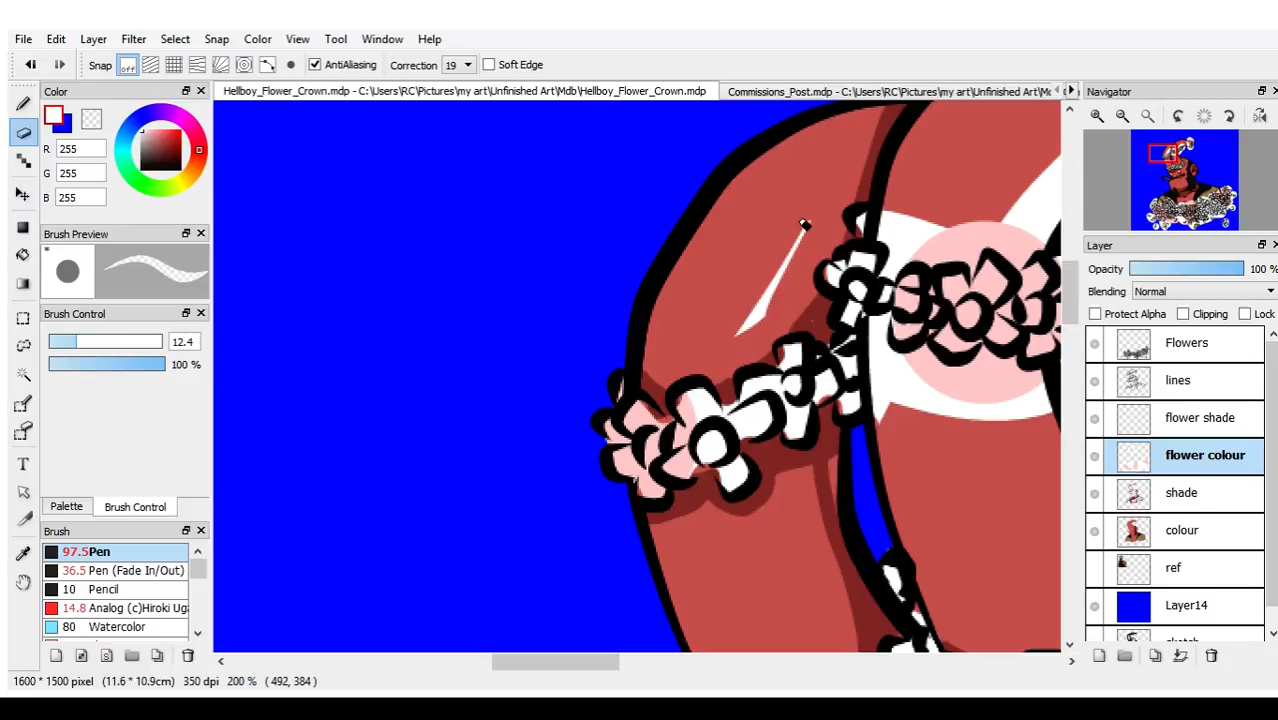 File Edit Layer Filter Select Snap Color View Tool Window Help
Snap off AntiAliasing Correction 19 Soft Edge
Color
Hellboy_Flower_Crown.mdp - C:\Users\RC\Pictures\my art\Unfinished Art\Mdb\Hellboy_Flower_Crown.mdp
Commissions_Post.mdp - C:\Users\RC\Pictures\my art\Unfinished Art\Mc
Navigator
R 255
G 255
B 255
Brush Preview
*
Brush Control
12.4
100 %
Palette Brush Control
Brush
97.5 Pen
36.5 Pen (Fade In/Out)
10 Pencil
14.8 Analog (c)Hiroki Ug
80 Watercolor
Layer
Opacity 100 %
Blending Normal
Protect Alpha Clipping Lock
Flowers
lines
flower shade
flower colour
shade
colour
ref
Layer14
sketch
1600 * 1500 pixel (11.6 * 10.9cm) 350 dpi 200 % ( 492, 384 )